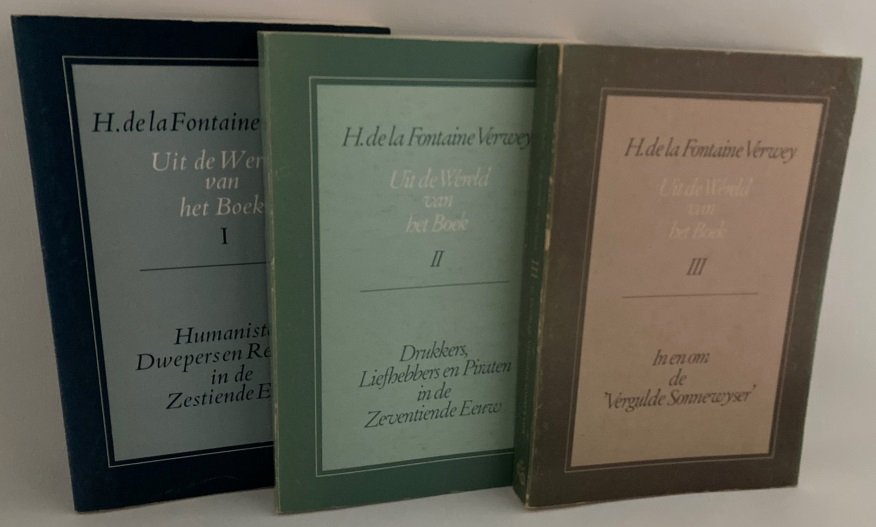 H. de la Fontaine
Uit de Wer
van
het Boek
I
Humanist
Dwepers en Re
in de
Zestiende E
H. de la Fontaine Verwey
Uit de Wereld
van
het Boek
II
Drukkers,
Liefhebbers en Piraten
in de
Zeventiende Eeuw
III
H. de la Fontaine Verwey
Uit de Wereld
van
het Boek
III
In en om
de
'Vergulde Sonnewyser'